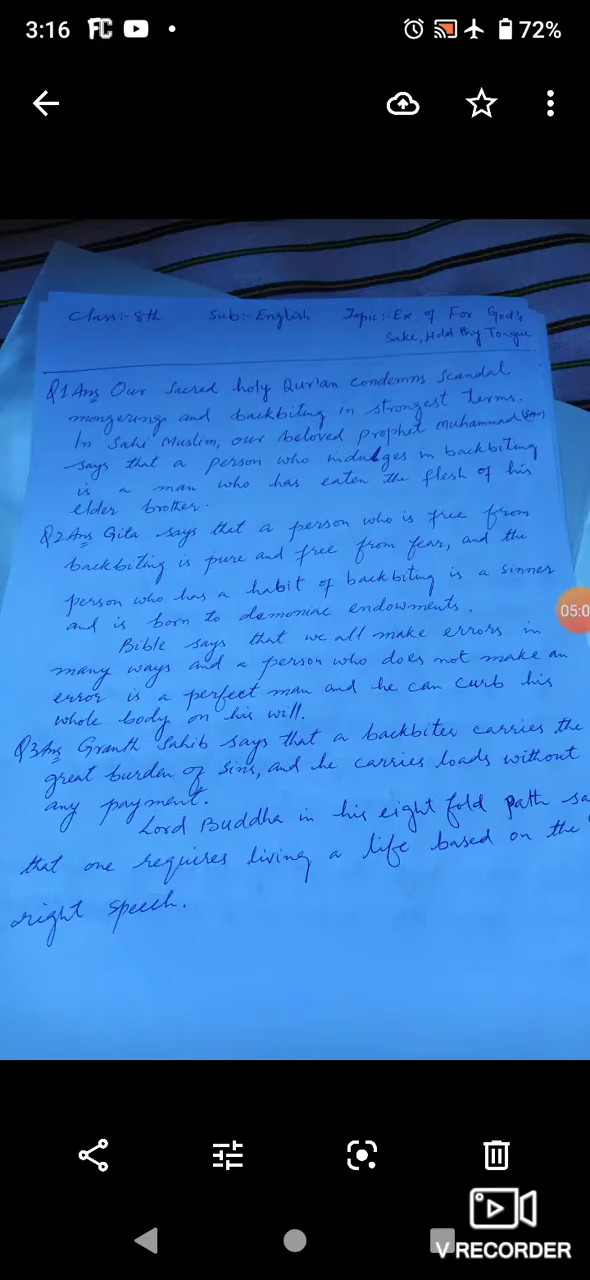 3:16 FC 72%
Class:- 8th Sub:- English Topic:- Ex. of For God's
Sake, Hold thy Tongue
Q1 Ans Our Sacred holy Qur'an Condemns Scandal
mongering and backbiting in strongest terms.
In Sahi Muslim, our beloved prophet Muhammad (SAW)
says that a person who indulges in backbiting
is a man who has eaten the flesh of his
elder brother.
Q2 Ans Gita says that a person who is free from
backbiting is pure and free from fear, and the
person who has a habit of backbiting is a sinner
and is born to demoniac endowments.
05:0
Bible says that we all make errors in
many ways and a person who does not make an
error is a perfect man and he can curb his
whole body on his will.
Q3 Ans Granth Sahib says that a backbiter carries the
great burden of Sins, and he carries loads without
any payment.
Lord Buddha in his eight fold path sa
that one requires living a life based on the
right speech.
V RECORDER